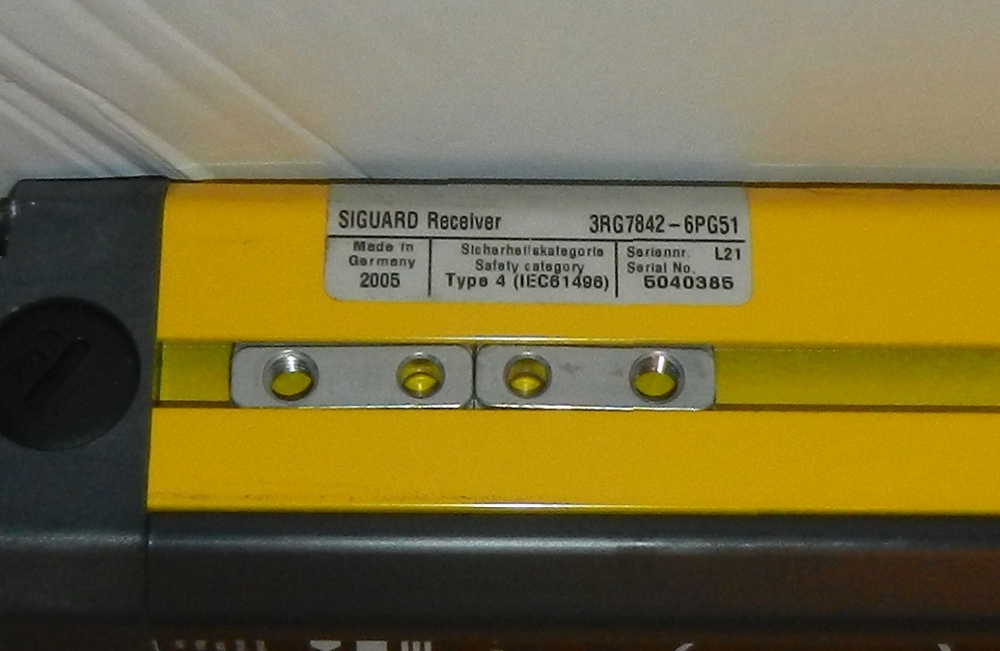 SIGUARD Receiver 3RG7842-6PG51
Made in
Germany
2005
Sicherheitskategorie
Safety category
Type 4 (IEC61496)
Seriennr. L21
Serial No.
5040385